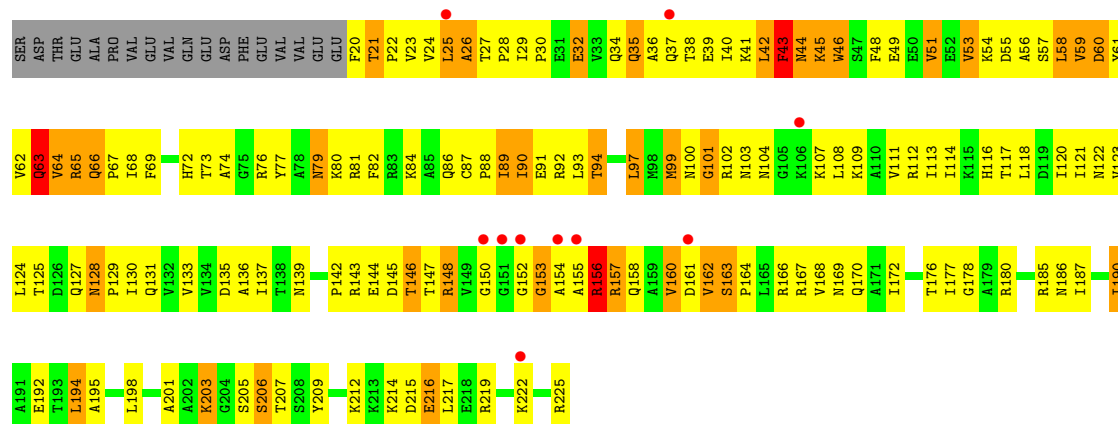 SER ASP THR GLU ALA PRO VAL GLU VAL GLN GLU ASP PHE GLU VAL VAL GLU GLU F20 T21 P22 V23 V24 L25 A26 T27 P28 I29 P30 E31 E32 V33 Q34 Q35 A36 Q37 T38 E39 I40 K41 L42 F43 N44 K45 W46 S47 F48 E49 E50 V51 E52 V53 K54 D55 A56 S57 L58 V59 D60 Y61
V62 Q63 V64 R65 Q66 P67 I68 F69 H72 T73 A74 G75 R76 Y77 A78 N79 K80 R81 F82 R83 K84 A85 Q86 C87 P88 I89 I90 E91 R92 L93 T94 L97 M98 M99 N100 G101 R102 N103 N104 G105 K106 K107 L108 K109 A110 V111 R112 I113 I114 K115 H116 T117 L118 D119 I120 I121 N122 V123
L124 T125 D126 Q127 N128 P129 I130 Q131 V132 V133 V134 D135 A136 I137 T138 N139 P142 R143 E144 D145 T146 T147 R148 V149 G150 G151 G152 G153 A154 A155 R156 R157 Q158 A159 V160 D161 V162 S163 P164 L165 R166 R167 V168 N169 Q170 A171 I172 T176 I177 G178 A179 R180 R185 N186 I187 I190
A191 E192 T193 L194 A195 L198 A201 A202 K203 G204 S205 S206 T207 S208 Y209 K212 K213 K214 D215 E216 L217 E218 R219 K222 R225